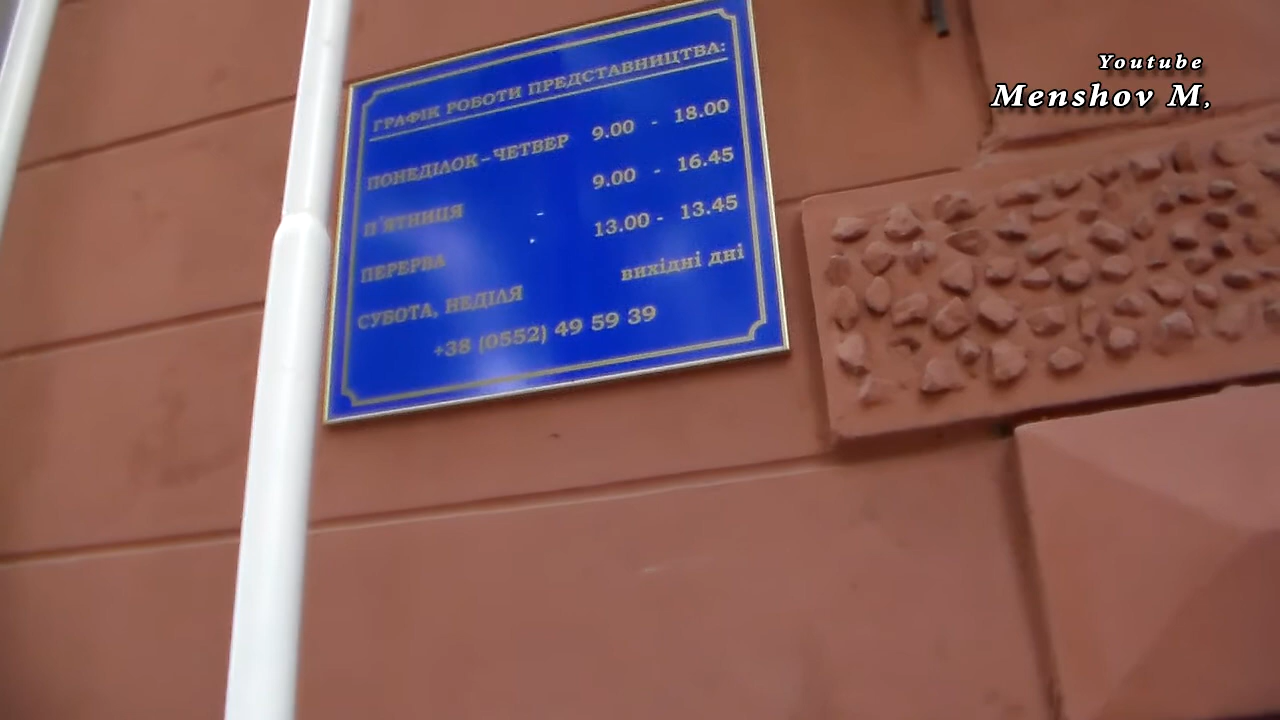 ГРАФІК РОБОТИ ПРЕДСТАВНИЦТВА:
ПОНЕДІЛОК-ЧЕТВЕР 9.00 - 18.00
П'ЯТНИЦЯ - 9.00 - 16.45
ПЕРЕРВА 13.00 - 13.45
СУБОТА, НЕДІЛЯ вихідні дні
+38 (0552) 49 59 39
Youtube
Menshov M,